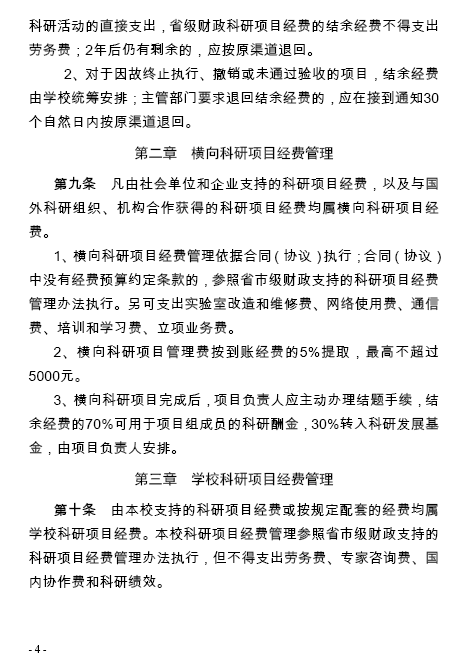 科研活动的直接支出，省级财政科研项目经费的结余经费不得支出
劳务费；2年后仍有剩余的，应按原渠道退回。
2、对于因故终止执行、撤销或未通过验收的项目，结余经费
由学校统筹安排；主管部门要求退回结余经费的，应在接到通知30
个自然日内按原渠道退回。
第二章 横向科研项目经费管理
第九条 凡由社会单位和企业支持的科研项目经费，以及与国
外科研组织、机构合作获得的科研项目经费均属横向科研项目经
费。
1、横向科研项目经费管理依据合同（协议）执行；合同（协议）
中没有经费预算约定条款的，参照省市级财政支持的科研项目经费
管理办法执行。另可支出实验室改造和维修费、网络使用费、通信
费、培训和学习费、立项业务费。
2、横向科研项目管理费按到账经费的5%提取，最高不超过
5000元。
3、横向科研项目完成后，项目负责人应主动办理结题手续，结
余经费的70%可用于项目组成员的科研酬金，30%转入科研发展基
金，由项目负责人安排。
第三章 学校科研项目经费管理
第十条 由本校支持的科研项目经费或按规定配套的经费均属
学校科研项目经费。本校科研项目经费管理参照省市级财政支持的
科研项目经费管理办法执行，但不得支出劳务费、专家咨询费、国
内协作费和科研绩效。
- 4 -